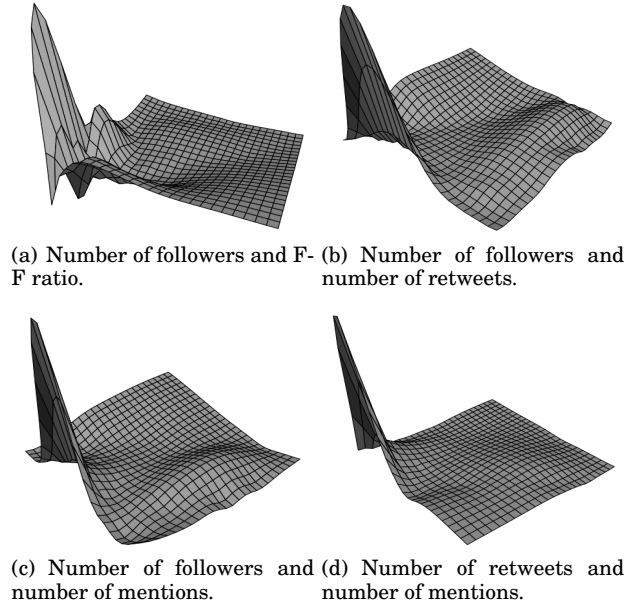 (a) Number of followers and F-
F ratio.
(b) Number of followers and
number of retweets.
(c) Number of followers and
number of mentions.
(d) Number of retweets and
number of mentions.